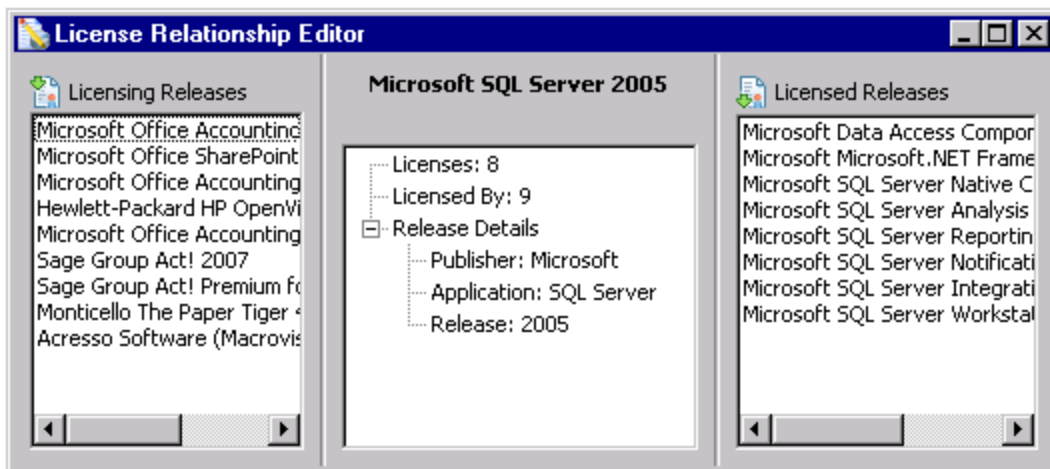 License Relationship Editor
Licensing Releases
Microsoft Office Accounting
Microsoft Office SharePoint
Microsoft Office Accounting
Hewlett-Packard HP OpenVi
Microsoft Office Accounting
Sage Group Act! 2007
Sage Group Act! Premium fo
Monticello The Paper Tiger
Acresso Software (Macrovis
Microsoft SQL Server 2005
Licenses: 8
Licensed By: 9
Release Details
Publisher: Microsoft
Application: SQL Server
Release: 2005
Licensed Releases
Microsoft Data Access Compor
Microsoft Microsoft.NET Frame
Microsoft SQL Server Native C
Microsoft SQL Server Analysis
Microsoft SQL Server Reportin
Microsoft SQL Server Notificati
Microsoft SQL Server Integrati
Microsoft SQL Server Worksta